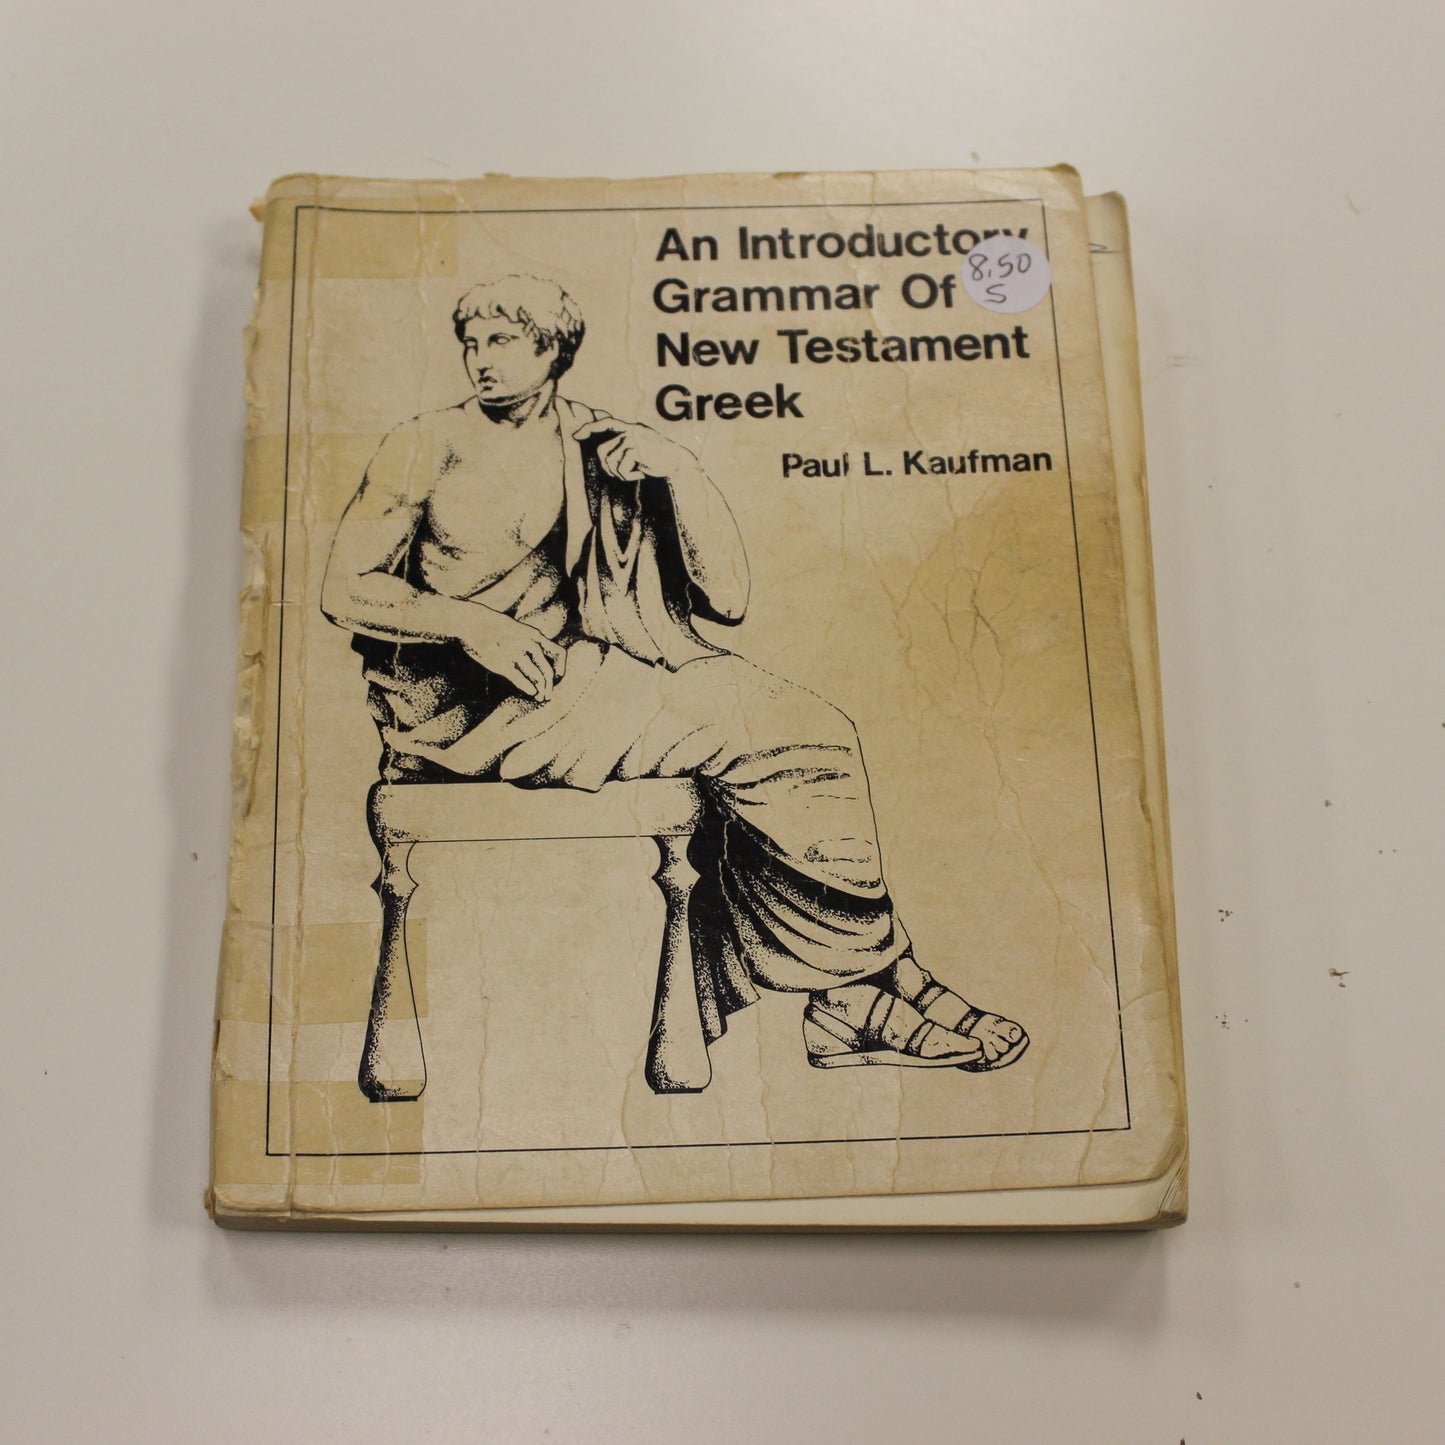 An Introductory
Grammar Of
New Testament
Greek
Paul L. Kaufman
8.50
S